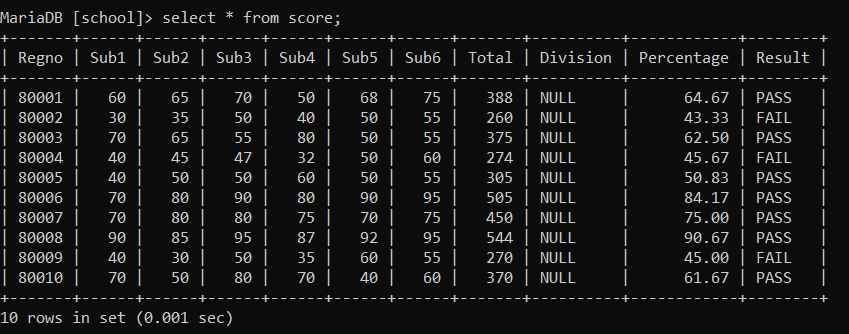 MariaDB [school]> select * from score;
+-------+------+------+------+------+------+------+-------+----------+------------+--------+
| Regno | Sub1 | Sub2 | Sub3 | Sub4 | Sub5 | Sub6 | Total | Division | Percentage | Result |
+-------+------+------+------+------+------+------+-------+----------+------------+--------+
| 80001 |   60 |   65 |   70 |   50 |   68 |   75 |   388 | NULL     |      64.67 | PASS   |
| 80002 |   30 |   35 |   50 |   40 |   50 |   55 |   260 | NULL     |      43.33 | FAIL   |
| 80003 |   70 |   65 |   55 |   80 |   50 |   55 |   375 | NULL     |      62.50 | PASS   |
| 80004 |   40 |   45 |   47 |   32 |   50 |   60 |   274 | NULL     |      45.67 | FAIL   |
| 80005 |   40 |   50 |   50 |   60 |   50 |   55 |   305 | NULL     |      50.83 | PASS   |
| 80006 |   70 |   80 |   90 |   80 |   90 |   95 |   505 | NULL     |      84.17 | PASS   |
| 80007 |   70 |   80 |   80 |   75 |   70 |   75 |   450 | NULL     |      75.00 | PASS   |
| 80008 |   90 |   85 |   95 |   87 |   92 |   95 |   544 | NULL     |      90.67 | PASS   |
| 80009 |   40 |   30 |   50 |   35 |   60 |   55 |   270 | NULL     |      45.00 | FAIL   |
| 80010 |   70 |   50 |   80 |   70 |   40 |   60 |   370 | NULL     |      61.67 | PASS   |
+-------+------+------+------+------+------+------+-------+----------+------------+--------+
10 rows in set (0.001 sec)